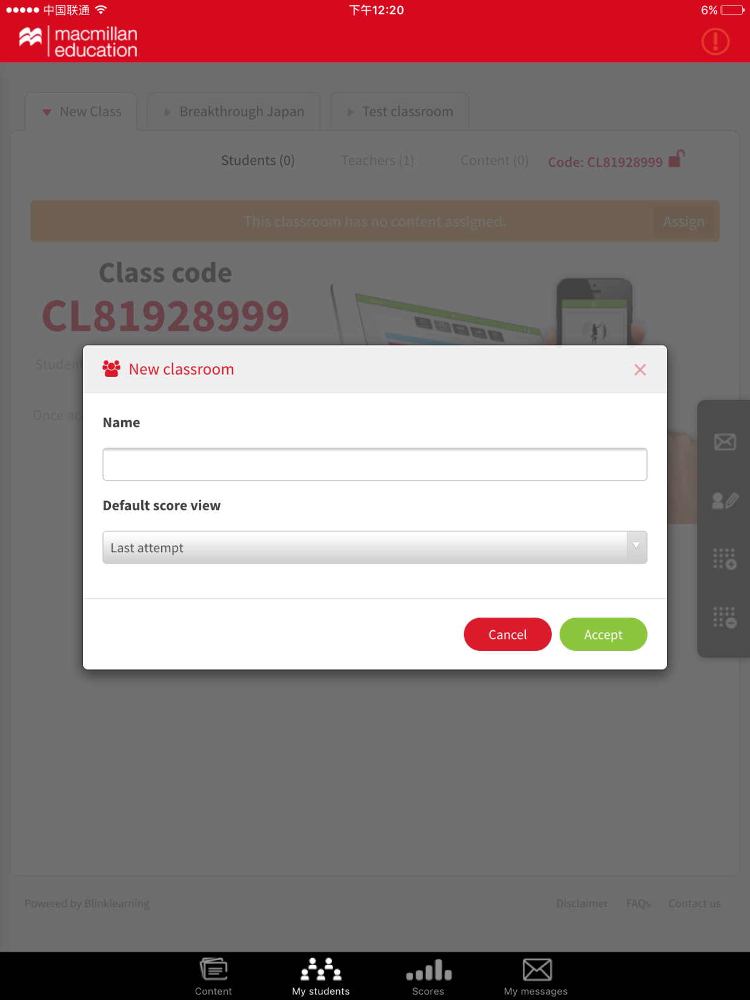 中国联通
下午12:20
6%
macmillan
education
New Class
Breakthrough Japan
Test classroom
Students (0)
Teachers (1)
Content (0)
Code: CL81928999
This classroom has no content assigned.
Assign
Class code
CL81928999
Student
Once ac
New classroom
Name
Default score view
Last attempt
Cancel
Accept
Powered by Blinklearning
Disclaimer
FAQs
Contact us
Content
My students
Scores
My messages